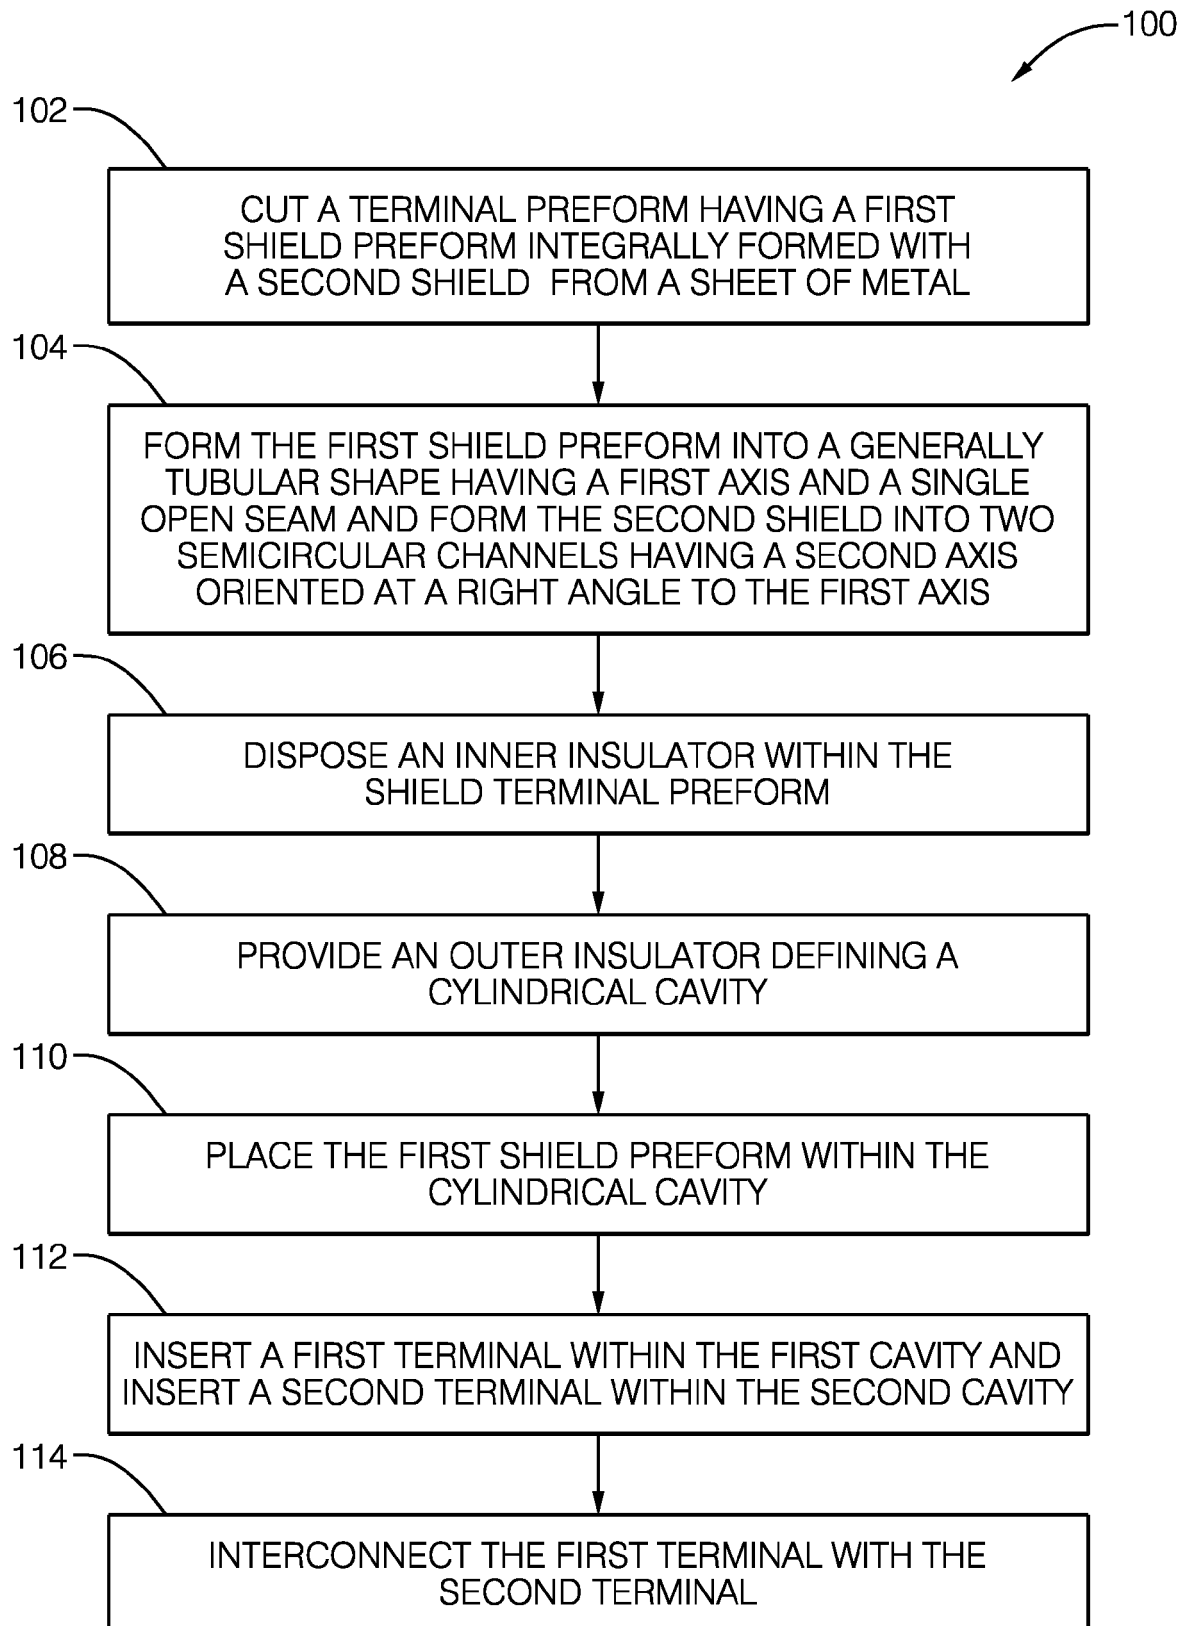 100
102
CUT A TERMINAL PREFORM HAVING A FIRST
SHIELD PREFORM INTEGRALLY FORMED WITH
A SECOND SHIELD  FROM A SHEET OF METAL
104
FORM THE FIRST SHIELD PREFORM INTO A GENERALLY
TUBULAR SHAPE HAVING A FIRST AXIS AND A SINGLE
OPEN SEAM AND FORM THE SECOND SHIELD INTO TWO
SEMICIRCULAR CHANNELS HAVING A SECOND AXIS
ORIENTED AT A RIGHT ANGLE TO THE FIRST AXIS
106
DISPOSE AN INNER INSULATOR WITHIN THE
SHIELD TERMINAL PREFORM
108
PROVIDE AN OUTER INSULATOR DEFINING A
CYLINDRICAL CAVITY
110
PLACE THE FIRST SHIELD PREFORM WITHIN THE
CYLINDRICAL CAVITY
112
INSERT A FIRST TERMINAL WITHIN THE FIRST CAVITY AND
INSERT A SECOND TERMINAL WITHIN THE SECOND CAVITY
114
INTERCONNECT THE FIRST TERMINAL WITH THE
SECOND TERMINAL